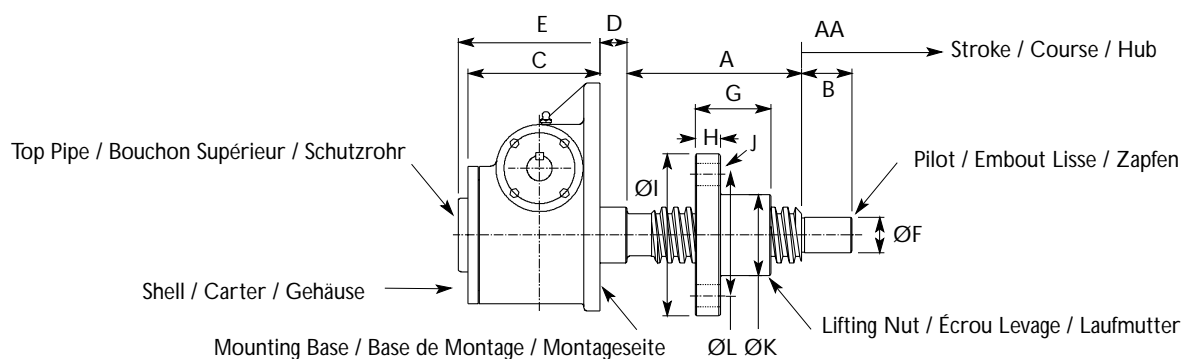 AA
E
D
Stroke / Course / Hub
C
A
B
G
H
J
Top Pipe / Bouchon Supérieur / Schutzrohr
Pilot / Embout Lisse / Zapfen
ØI
ØF
Shell / Carter / Gehäuse
Lifting Nut / Écrou Levage / Laufmutter
Mounting Base / Base de Montage / Montageseite
ØL ØK